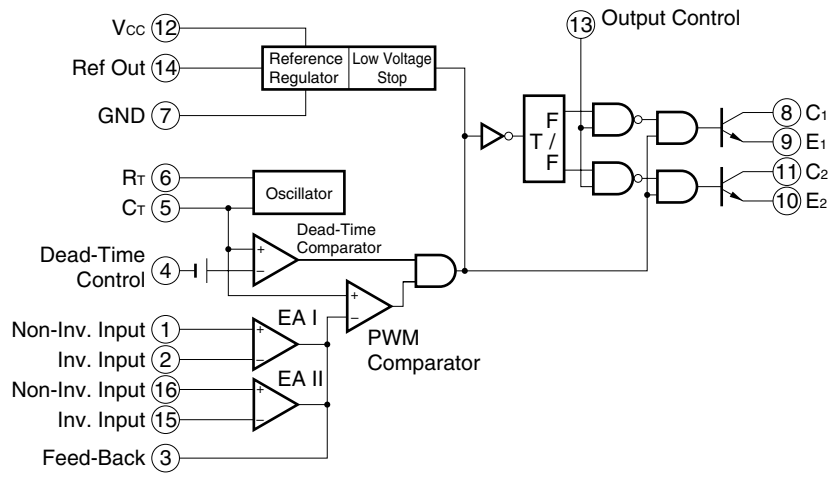 VCC 12
Ref Out 14
GND 7
Reference
Regulator
Low Voltage
Stop
13 Output Control
T
F
/
F
8 C1
9 E1
11 C2
10 E2
RT 6
CT 5
Oscillator
Dead-Time
Control 4
+
−
Dead-Time
Comparator
+
−
PWM
Comparator
Non-Inv. Input 1
Inv. Input 2
+
−
EA I
Non-Inv. Input 16
Inv. Input 15
+
−
EA II
Feed-Back 3